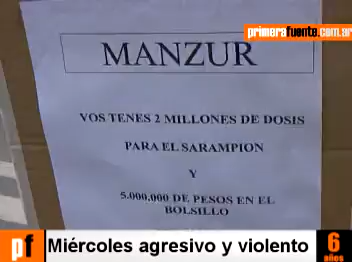 primerafuente.com.ar
MANZUR
VOS TENES 2 MILLONES DE DOSIS
PARA EL SARAMPION
Y
5.000.000 DE PESOS EN EL
BOLSILLO
pf Miércoles agresivo y violento 6
años